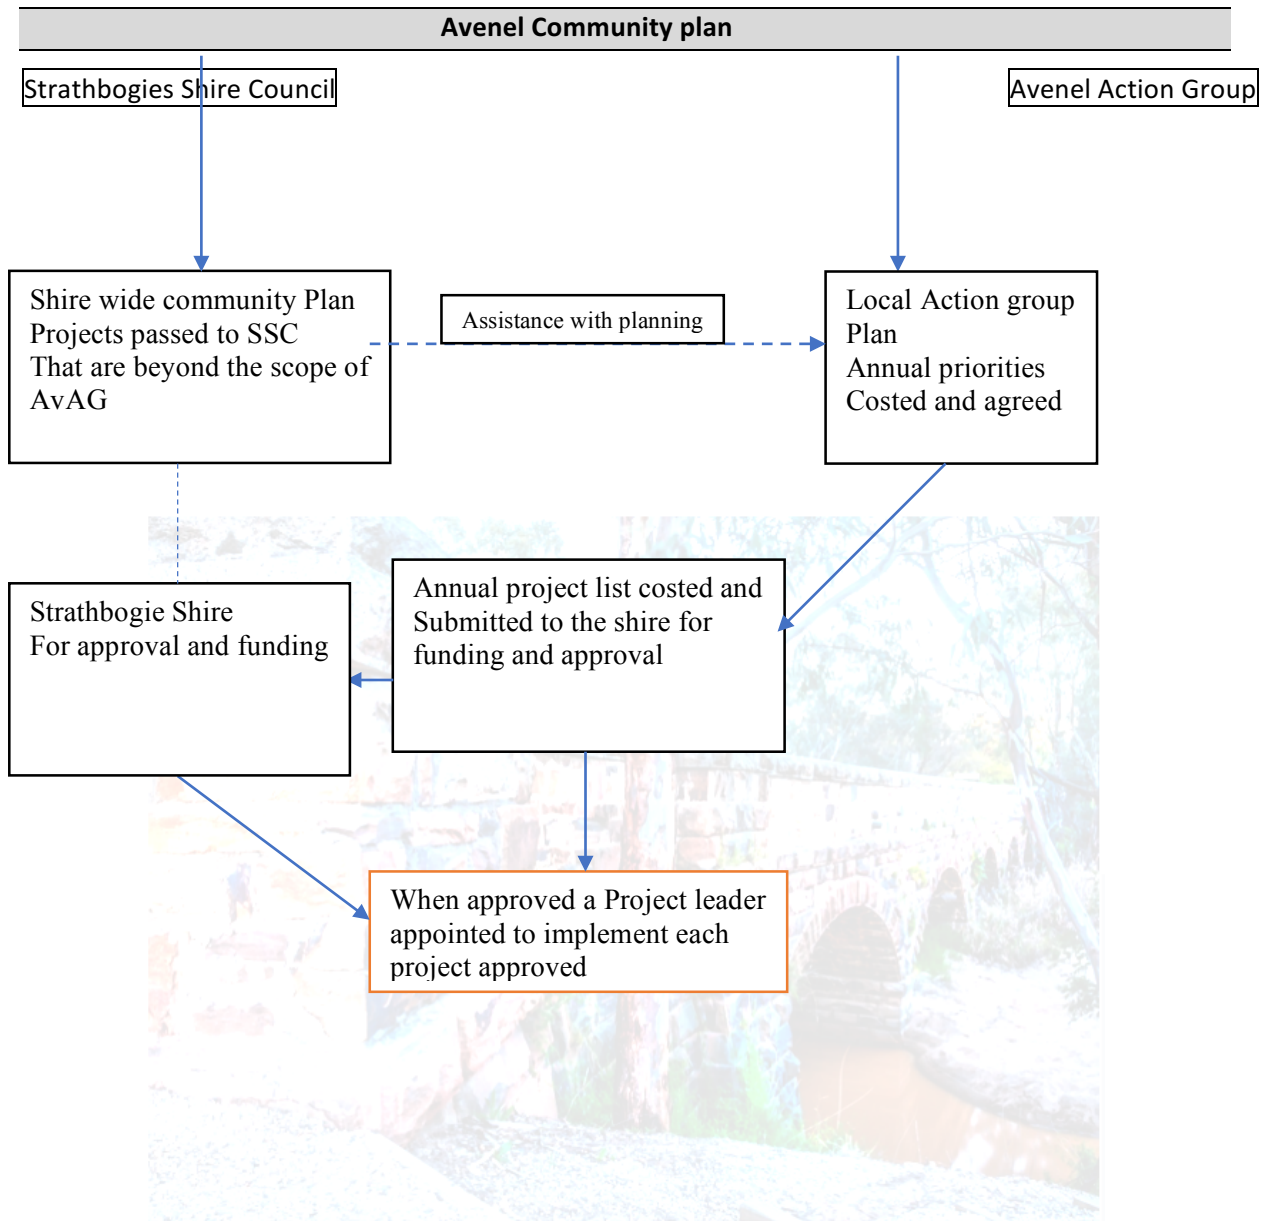 Avenel Community plan
Strathbogies Shire Council
Avenel Action Group
Shire wide community Plan
Projects passed to SSC
That are beyond the scope of
AvAG
Assistance with planning
Local Action group
Plan
Annual priorities
Costed and agreed
Strathbogie Shire
For approval and funding
Annual project list costed and
Submitted to the shire for
funding and approval
When approved a Project leader
appointed to implement each
project approved